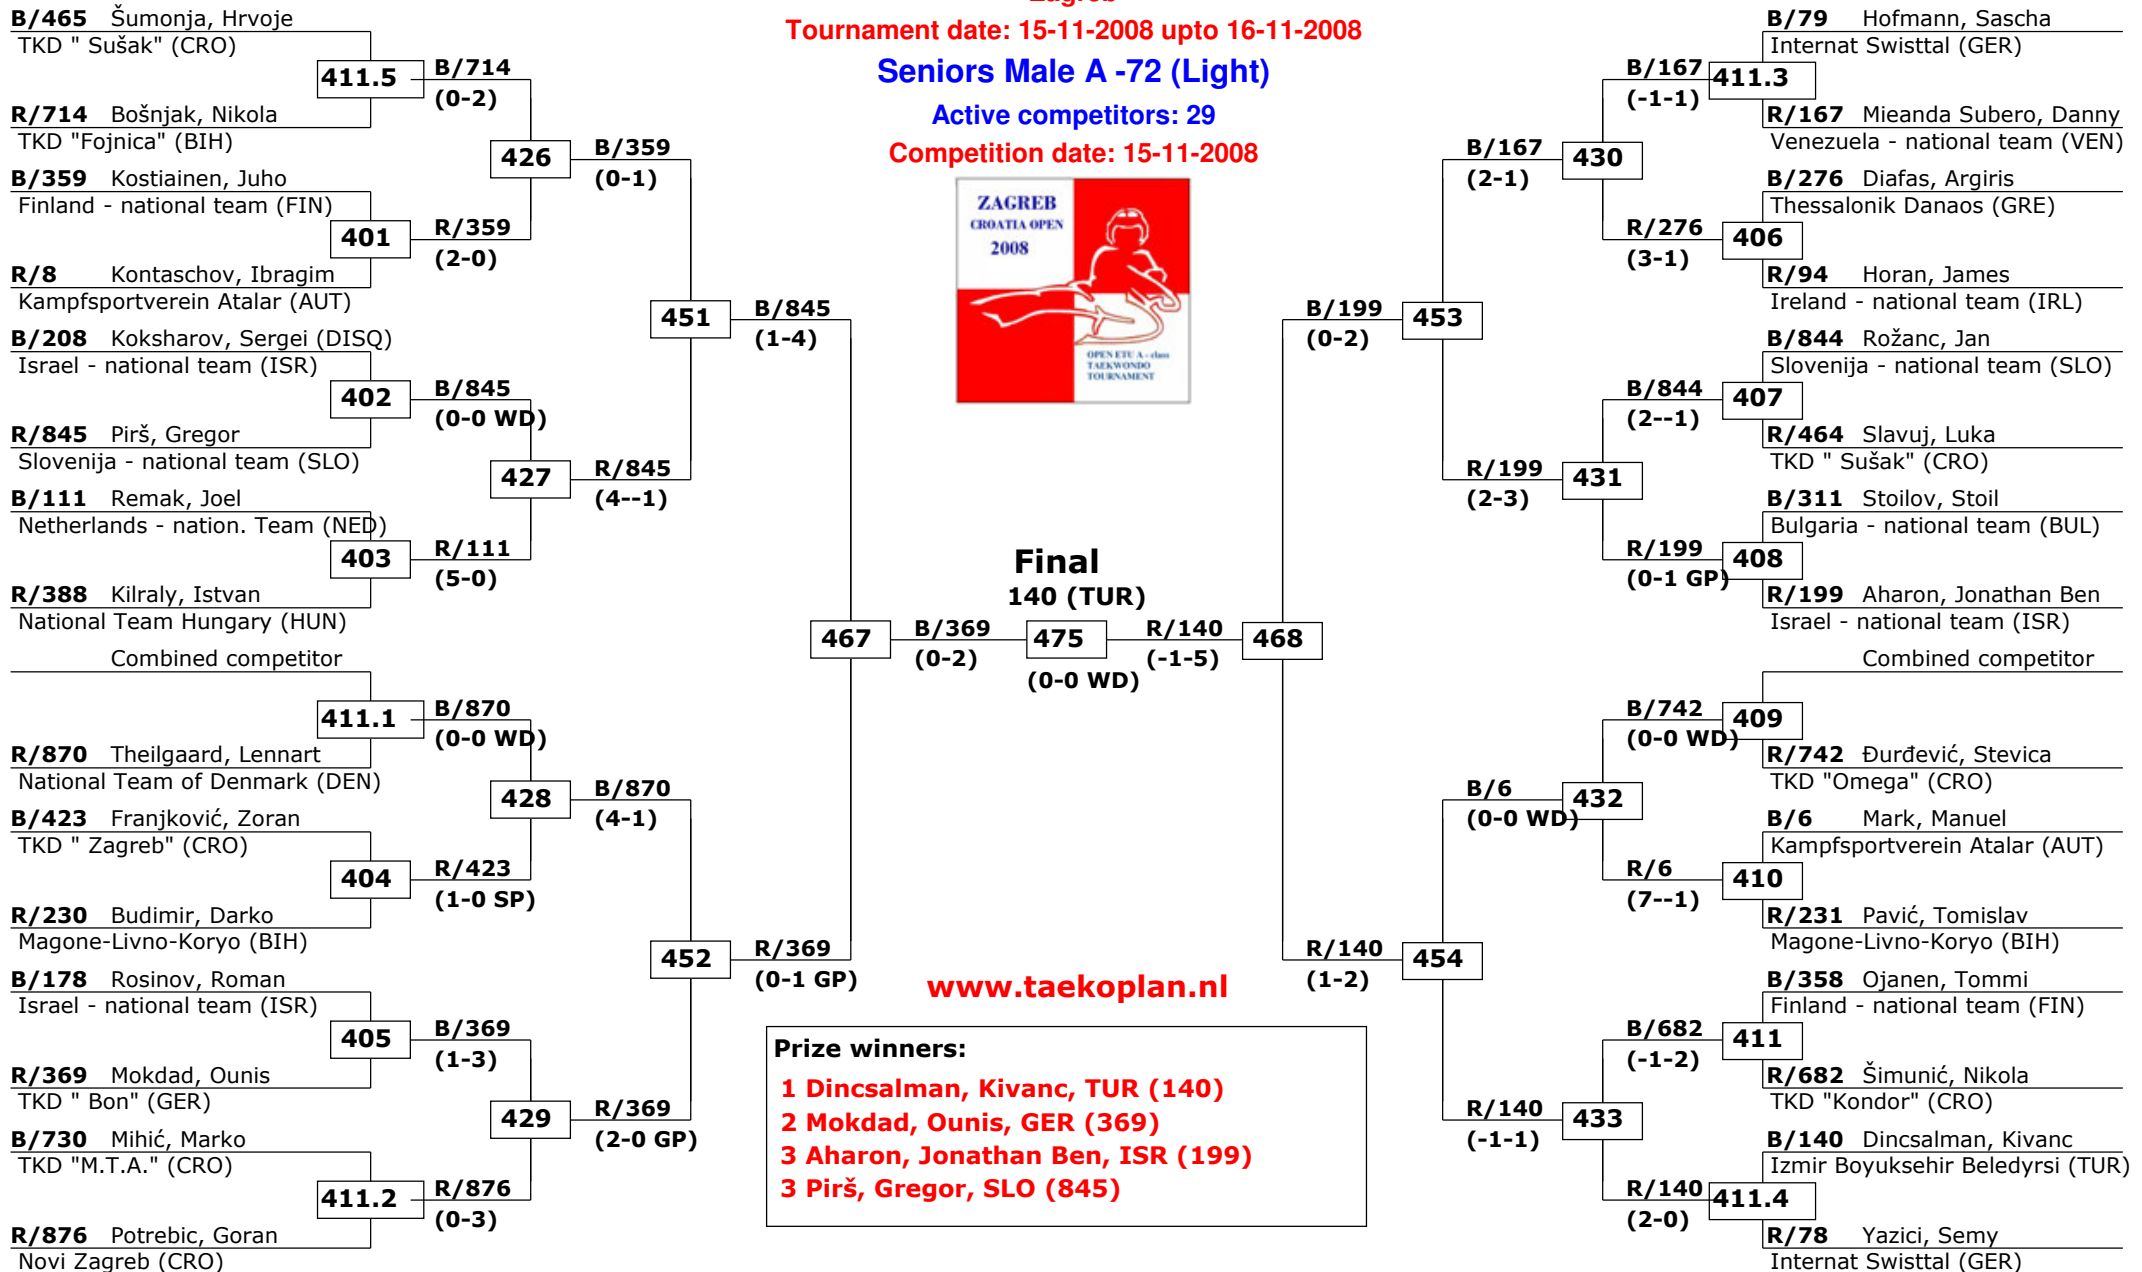 Zagreb
Tournament date: 15-11-2008 upto 16-11-2008
Seniors Male A -72 (Light)
Active competitors: 29
Competition date: 15-11-2008
ZAGREB
CROATIA OPEN
2008
OPEN ETU A - class
TAEKWONDO
TOURNAMENT
B/465 Šumonja, Hrvoje
TKD " Sušak" (CRO)
411.5
R/714 Bošnjak, Nikola
TKD "Fojnica" (BIH)
B/359 Kostiainen, Juho
Finland - national team (FIN)
401
R/8 Kontaschov, Ibragim
Kampfsportverein Atalar (AUT)
B/208 Koksharov, Sergei (DISQ)
Israel - national team (ISR)
402
R/845 Pirš, Gregor
Slovenija - national team (SLO)
B/111 Remak, Joel
Netherlands - nation. Team (NED)
403
R/388 Kilraly, Istvan
National Team Hungary (HUN)
Combined competitor
411.1
R/870 Theilgaard, Lennart
National Team of Denmark (DEN)
B/423 Franjković, Zoran
TKD " Zagreb" (CRO)
404
R/230 Budimir, Darko
Magone-Livno-Koryo (BIH)
B/178 Rosinov, Roman
Israel - national team (ISR)
405
R/369 Mokdad, Ounis
TKD " Bon" (GER)
B/730 Mihić, Marko
TKD "M.T.A." (CRO)
411.2
R/876 Potrebic, Goran
Novi Zagreb (CRO)
B/714
(0-2)
426
R/359
(2-0)
B/845
(0-0 WD)
427
R/111
(5-0)
B/870
(0-0 WD)
428
R/423
(1-0 SP)
B/369
(1-3)
429
R/876
(0-3)
B/359
(0-1)
451
R/845
(4--1)
B/870
(4-1)
452
R/369
(2-0 GP)
B/845
(1-4)
467
R/369
(0-1 GP)
B/369
(0-2)
Final
140 (TUR)
475
(0-0 WD)
R/140
(-1-5)
468
B/199
(0-2)
453
R/140
(1-2)
454
B/167
(2-1)
430
R/199
(2-3)
431
B/6
(0-0 WD)
432
R/140
(-1-1)
433
B/167
(-1-1)
R/276
(3-1)
B/844
(2--1)
R/199
(0-1 GP)
B/742
(0-0 WD)
R/6
(7--1)
B/682
(-1-2)
R/140
(2-0)
B/79 Hofmann, Sascha
Internat Swisttal (GER)
411.3
R/167 Mieanda Subero, Danny
Venezuela - national team (VEN)
B/276 Diafas, Argiris
Thessalonik Danaos (GRE)
406
R/94 Horan, James
Ireland - national team (IRL)
B/844 Rožanc, Jan
Slovenija - national team (SLO)
407
R/464 Slavuj, Luka
TKD " Sušak" (CRO)
B/311 Stoilov, Stoil
Bulgaria - national team (BUL)
408
R/199 Aharon, Jonathan Ben
Israel - national team (ISR)
Combined competitor
409
R/742 Đurđević, Stevica
TKD "Omega" (CRO)
B/6 Mark, Manuel
Kampfsportverein Atalar (AUT)
410
R/231 Pavić, Tomislav
Magone-Livno-Koryo (BIH)
B/358 Ojanen, Tommi
Finland - national team (FIN)
411
R/682 Šimunić, Nikola
TKD "Kondor" (CRO)
B/140 Dincsalman, Kivanc
Izmir Boyuksehir Beledyrsi (TUR)
411.4
R/78 Yazici, Semy
Internat Swisttal (GER)
www.taekoplan.nl
Prize winners:
1 Dincsalman, Kivanc, TUR (140)
2 Mokdad, Ounis, GER (369)
3 Aharon, Jonathan Ben, ISR (199)
3 Pirš, Gregor, SLO (845)